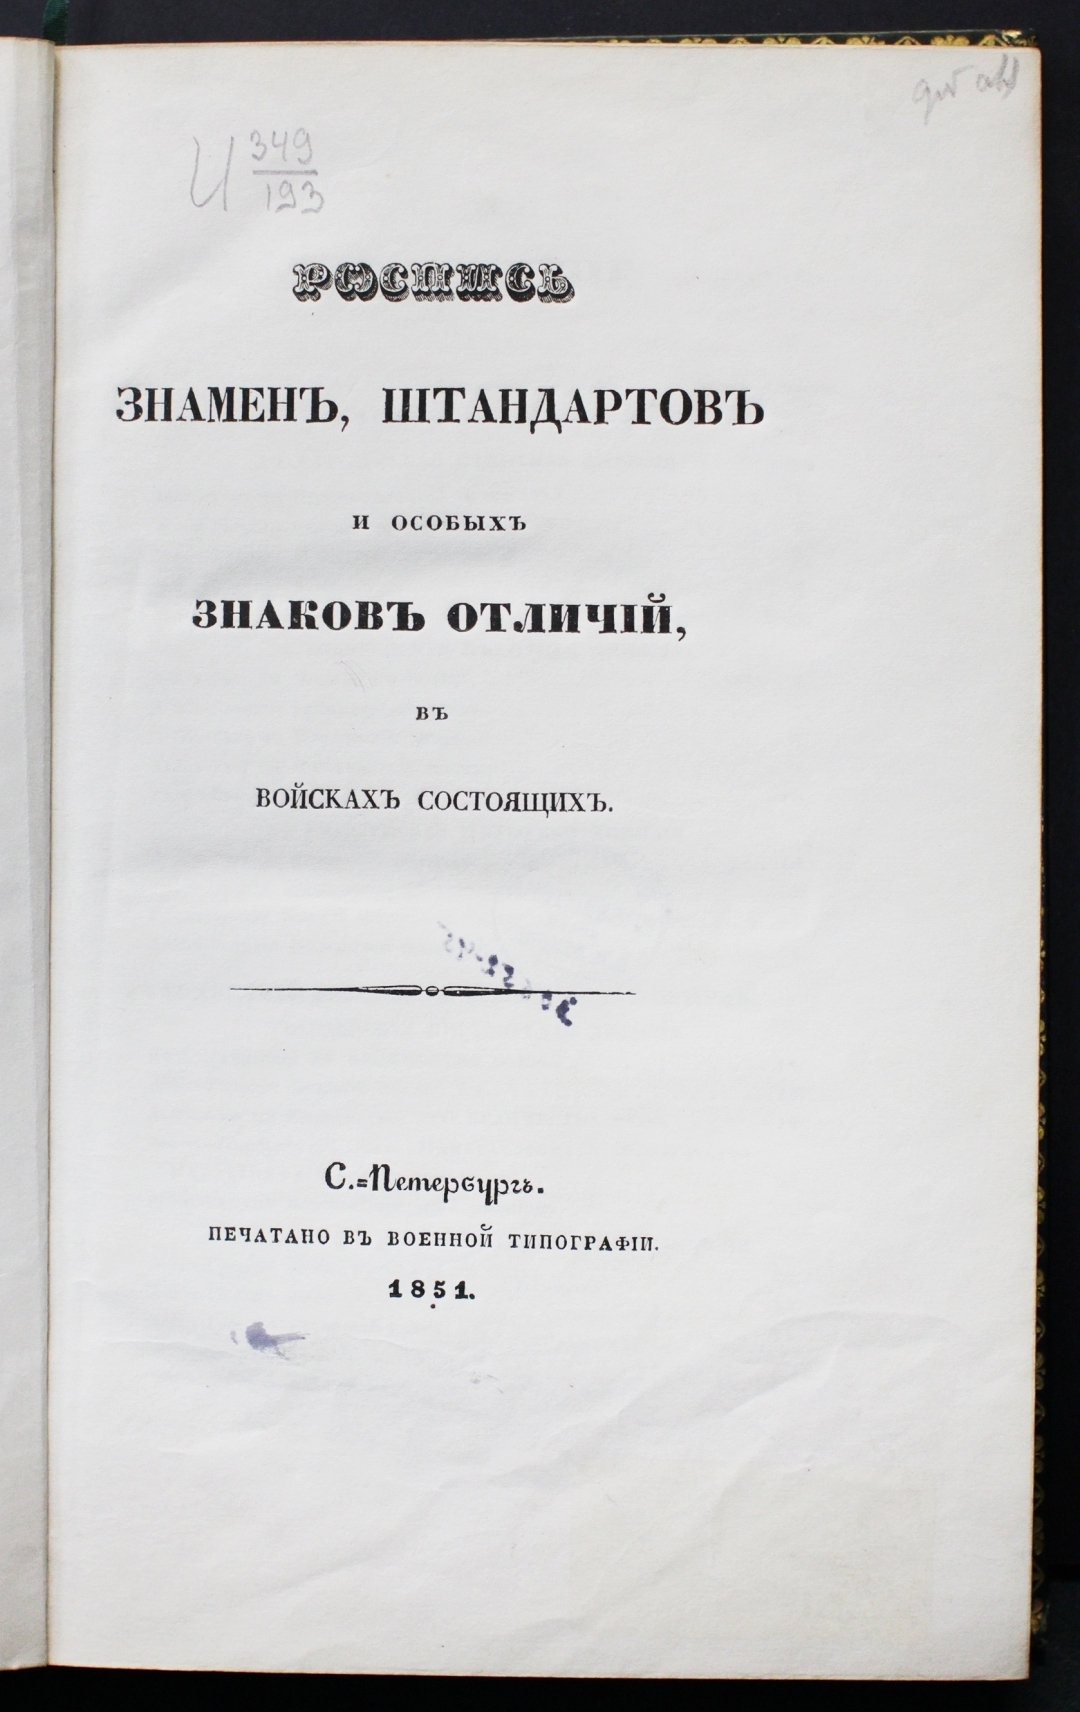 И 349
193
РОСПИСЬ
ЗНАМЕНЪ, ШТАНДАРТОВЪ
И ОСОБЫХЪ
ЗНАКОВЪ ОТЛИЧІЙ,
ВЪ
ВОЙСКАХЪ СОСТОЯЩИХЪ.
С.=Петербургъ.
ПЕЧАТАНО ВЪ ВОЕННОЙ ТИПОГРАФІИ.
1851.